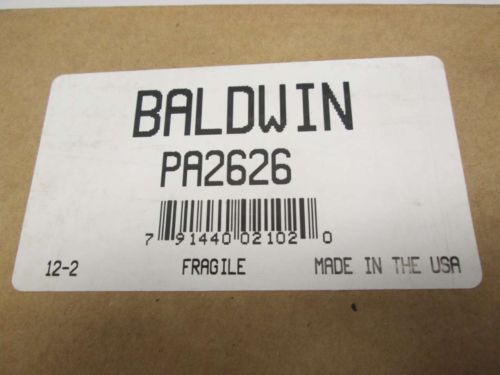 BALDWIN
PA2626
7 91440 02102 0
12-2 FRAGILE MADE IN THE USA